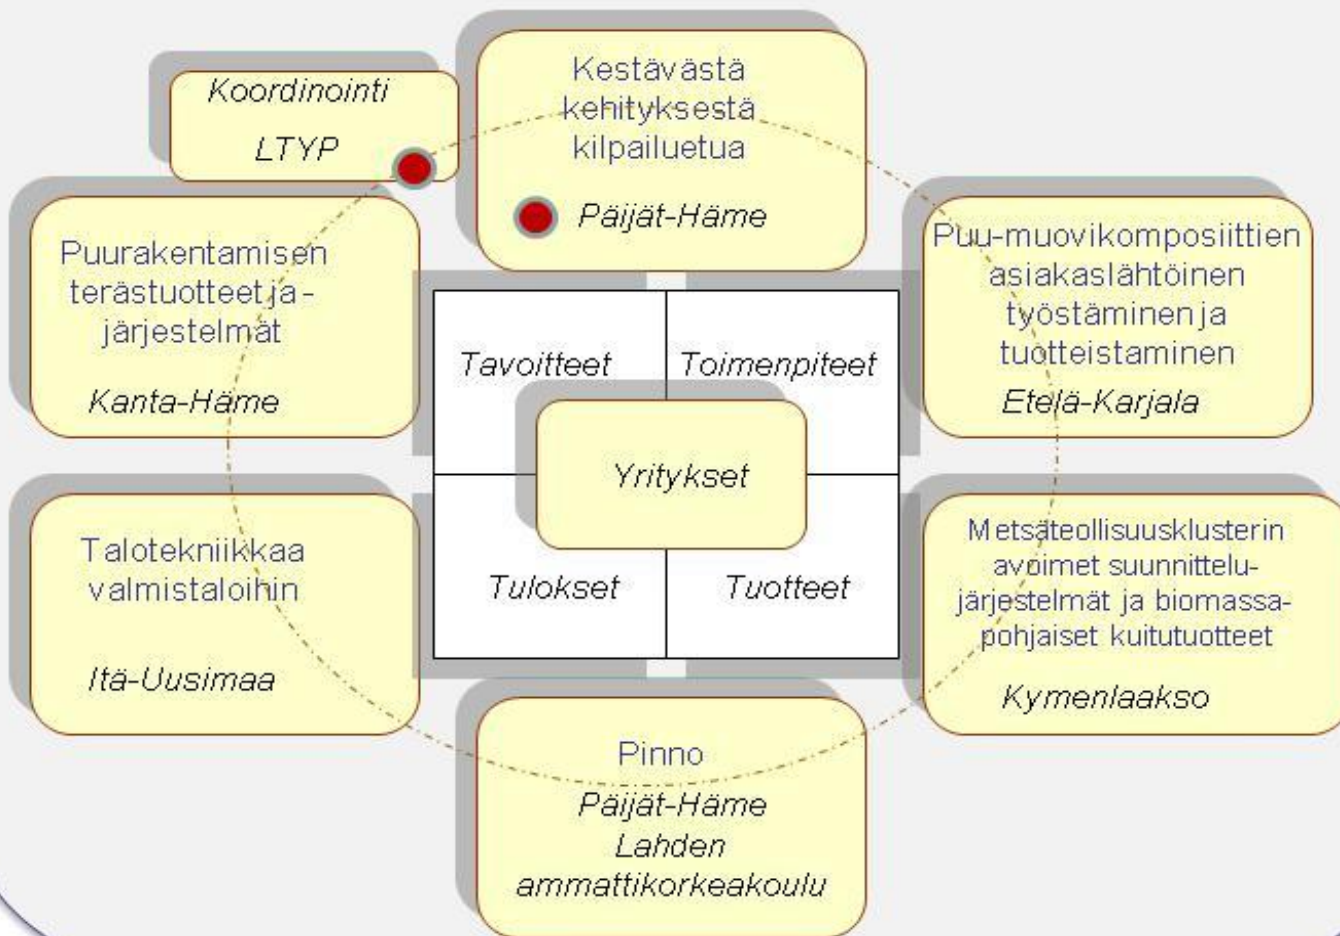 Koordinointi
LTYP
Kestävästä
kehityksestä
kilpailuetua
Päijät-Häme
Puurakentamisen
terästuotteet ja -
järjestelmät
Kanta-Häme
Puu-muovikomposiittien
asiakaslähtöinen
työstäminen ja
tuotteistaminen
Etelä-Karjala
Tavoitteet
Toimenpiteet
Yritykset
Tulokset
Tuotteet
Talotekniikkaa
valmistaloihin
Itä-Uusimaa
Metsäteollisuusklusterin
avoimet suunnittelu-
järjestelmät ja biomassa-
pohjaiset kuitutuotteet
Kymenlaakso
Pinno
Päijät-Häme
Lahden
ammattikorkeakoulu